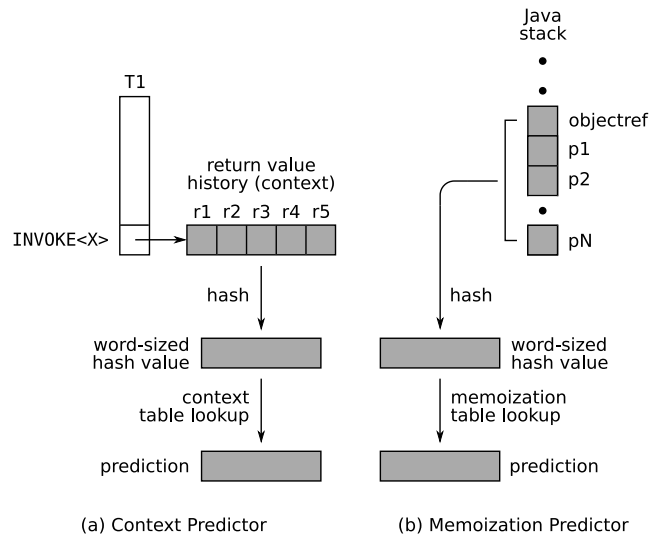 T1
return value
history (context)
r1 r2 r3 r4 r5
INVOKE<X>
hash
word-sized
hash value
context
table lookup
prediction
(a) Context Predictor
Java
stack
objectref
p1
p2
pN
hash
word-sized
hash value
memoization
table lookup
prediction
(b) Memoization Predictor